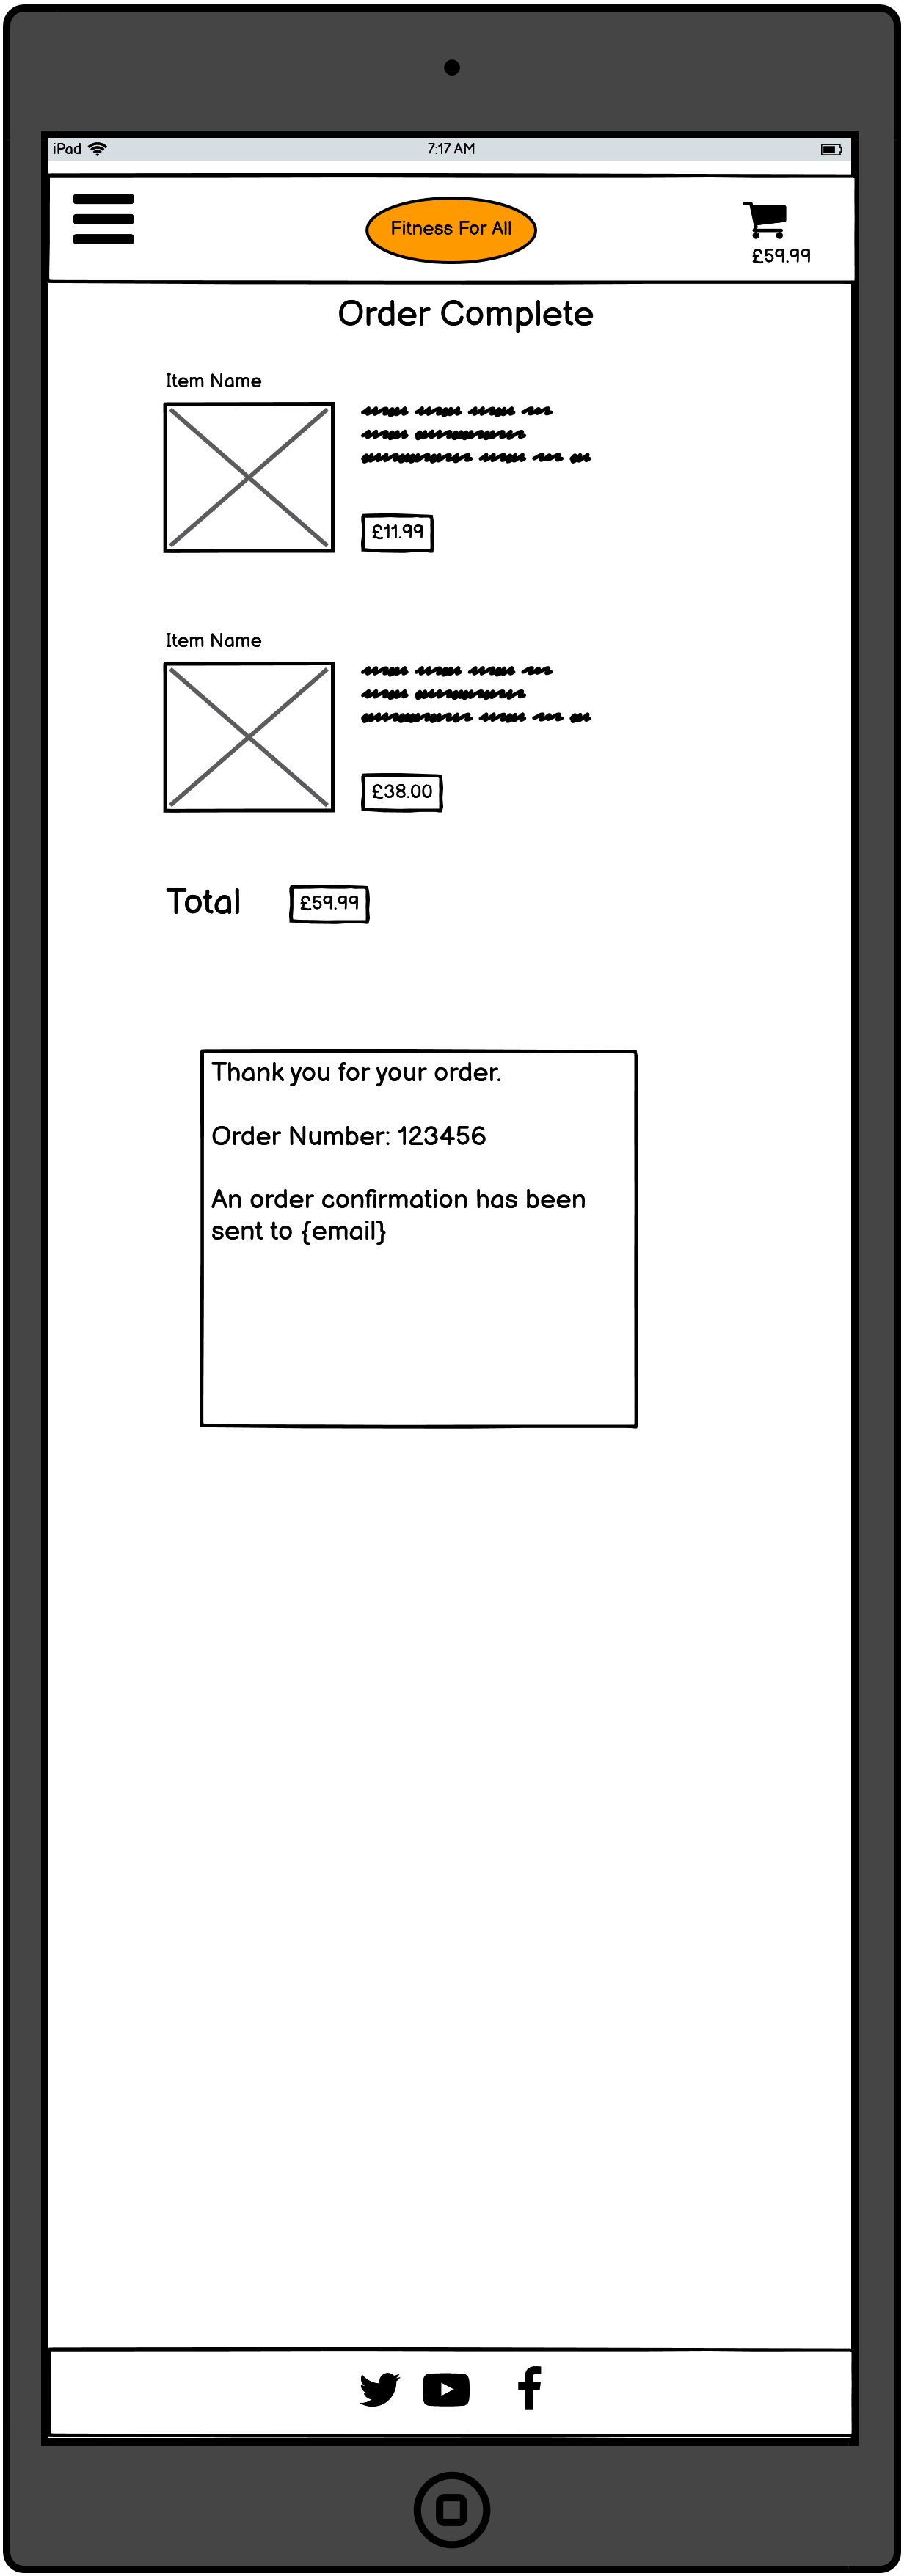 iPad
7:17 AM
Fitness For All
£59.99
Order Complete
Item Name
£11.99
Item Name
£38.00
Total
£59.99
Thank you for your order.
Order Number: 123456
An order confirmation has been
sent to {email}